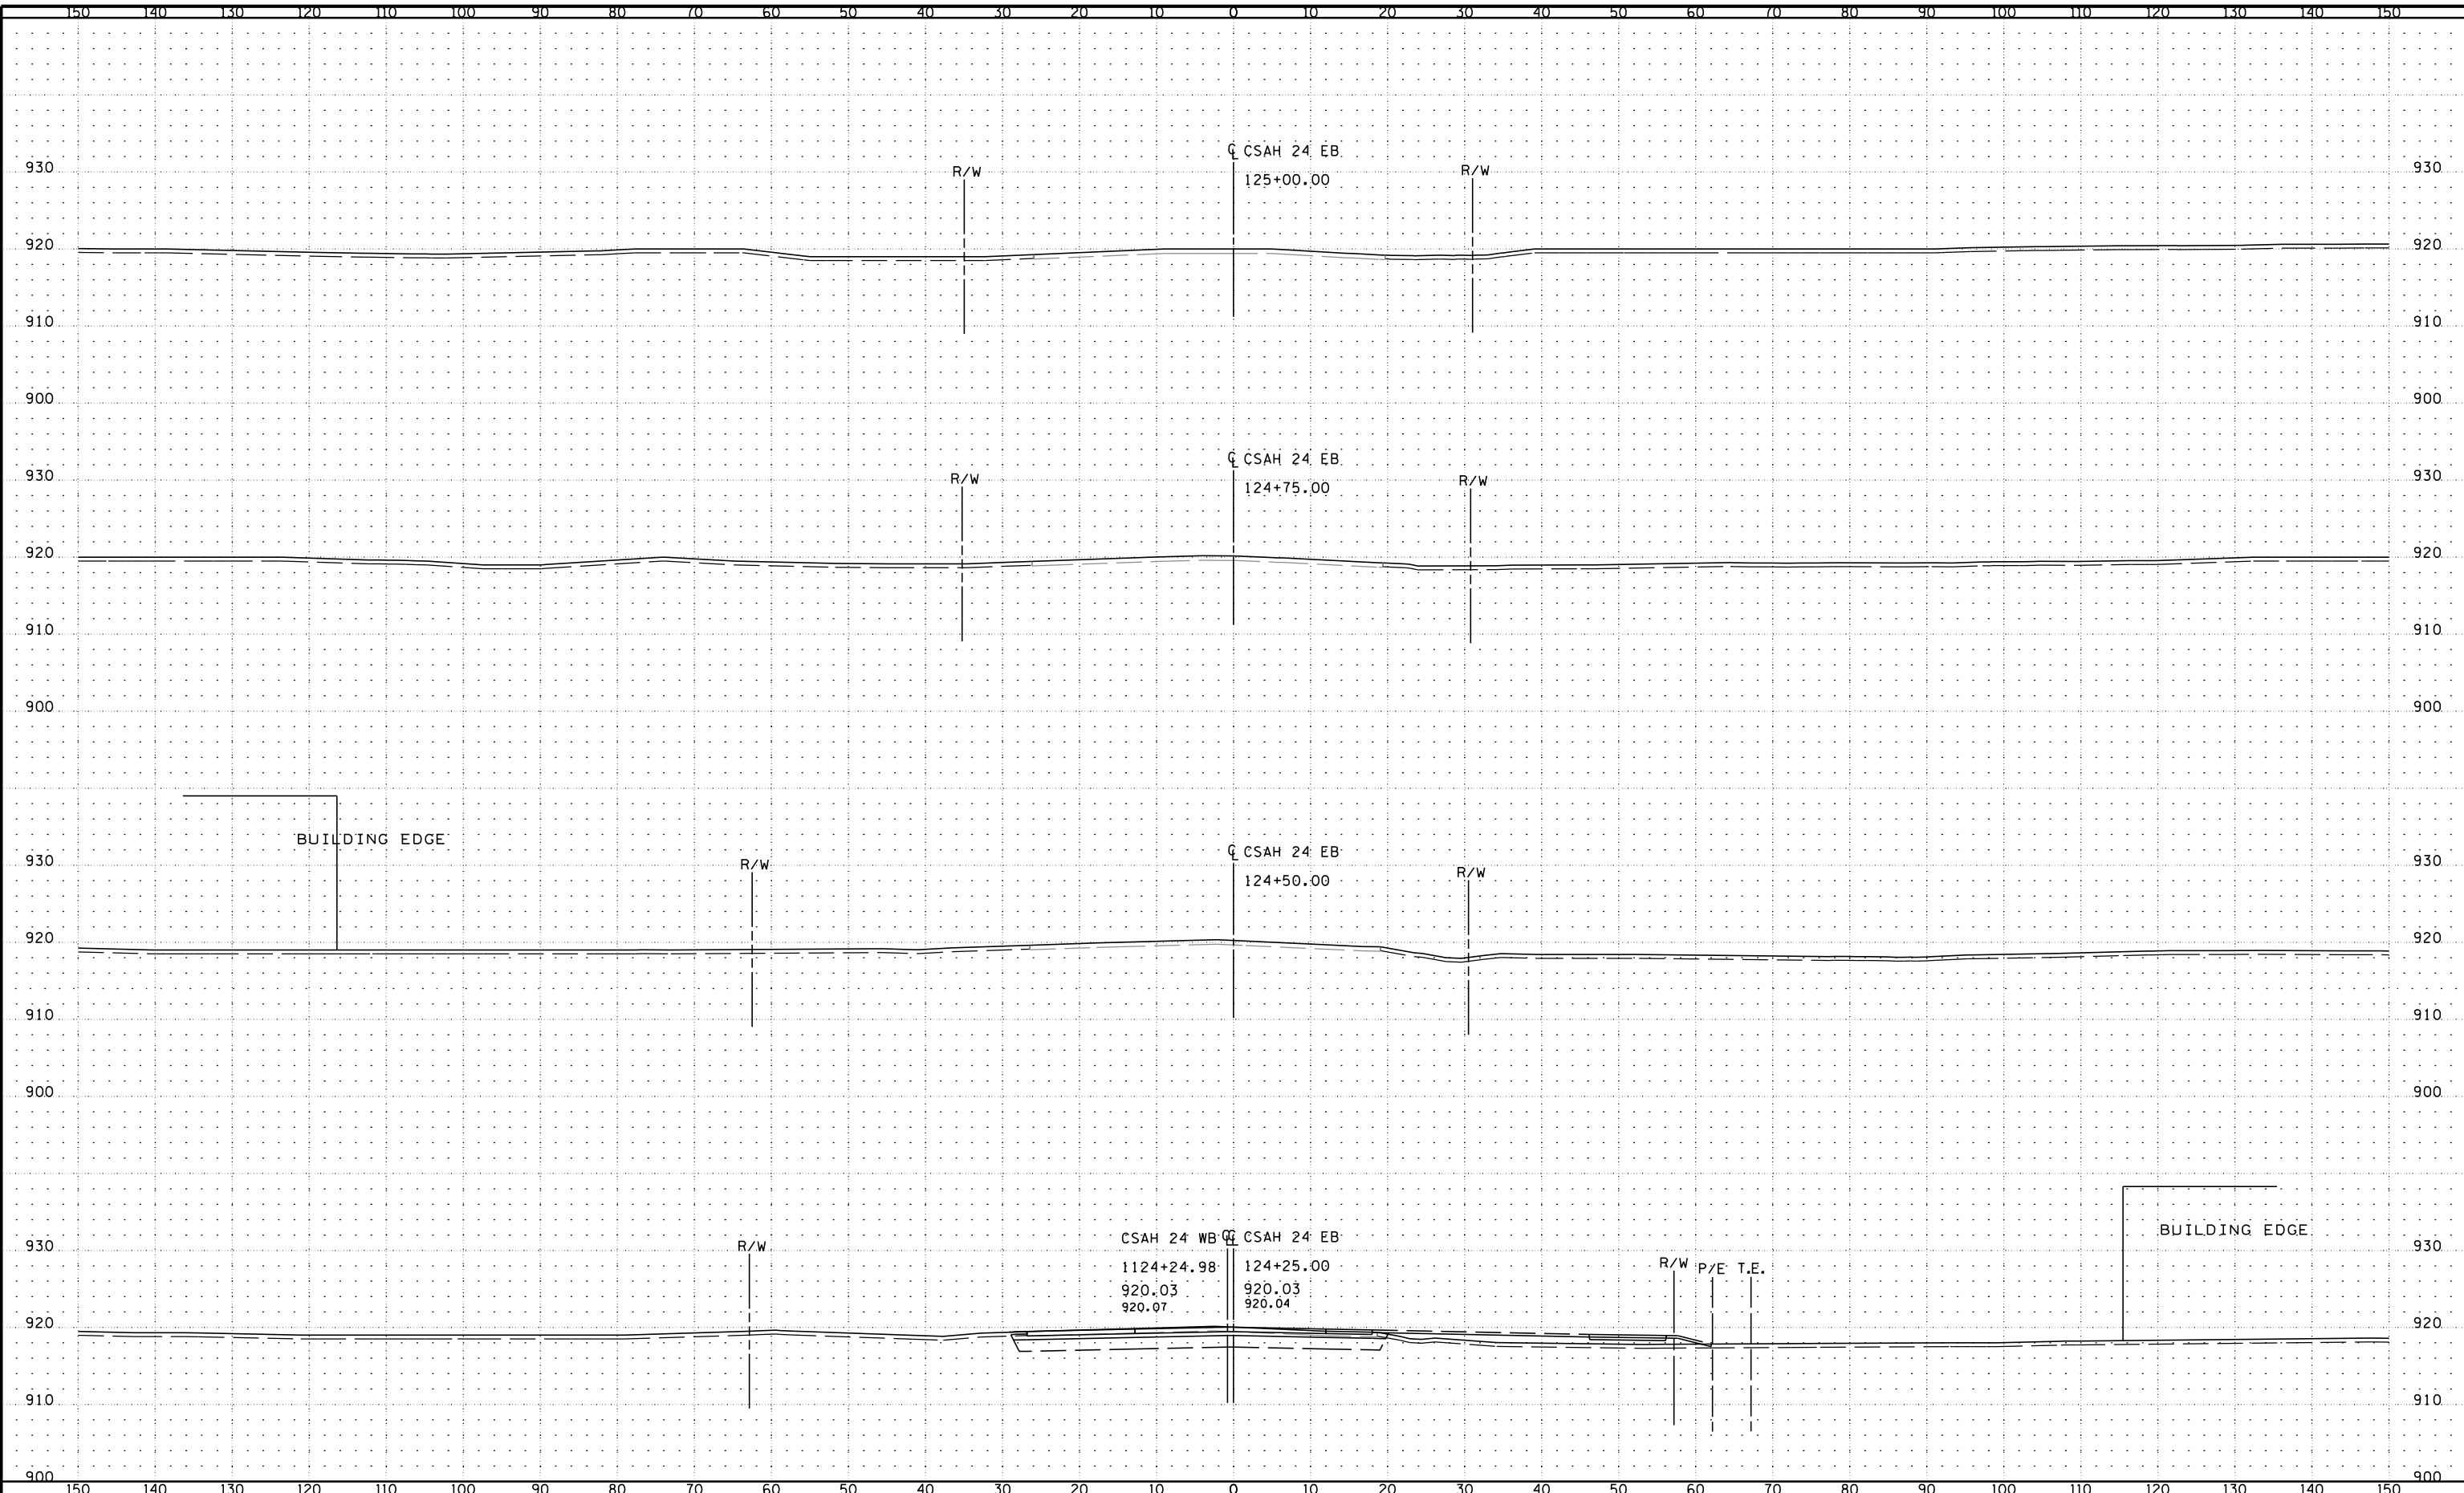 150 140 130 120 110 100 90 80 70 60 50 40 30 20 10 0 10 20 30 40 50 60 70 80 90 100 110 120 130 140 150
℄ CSAH 24 EB
930 R/W 125+00.00 R/W 930
920 920
910 910
900 900
℄ CSAH 24 EB
930 R/W 124+75.00 R/W 930
920 920
910 910
900 900
BUILDING EDGE
℄ CSAH 24 EB
930 R/W 124+50.00 R/W 930
920 920
910 910
900 900
BUILDING EDGE
CSAH 24 WB ℄ ℄ CSAH 24 EB
930 R/W 930
1124+24.98 124+25.00 R/W P/E T.E.
920.03 920.03
920.07 920.04
920 920
910 910
900 900
150 140 130 120 110 100 90 80 70 60 50 40 30 20 10 0 10 20 30 40 50 60 70 80 90 100 110 120 130 140 150